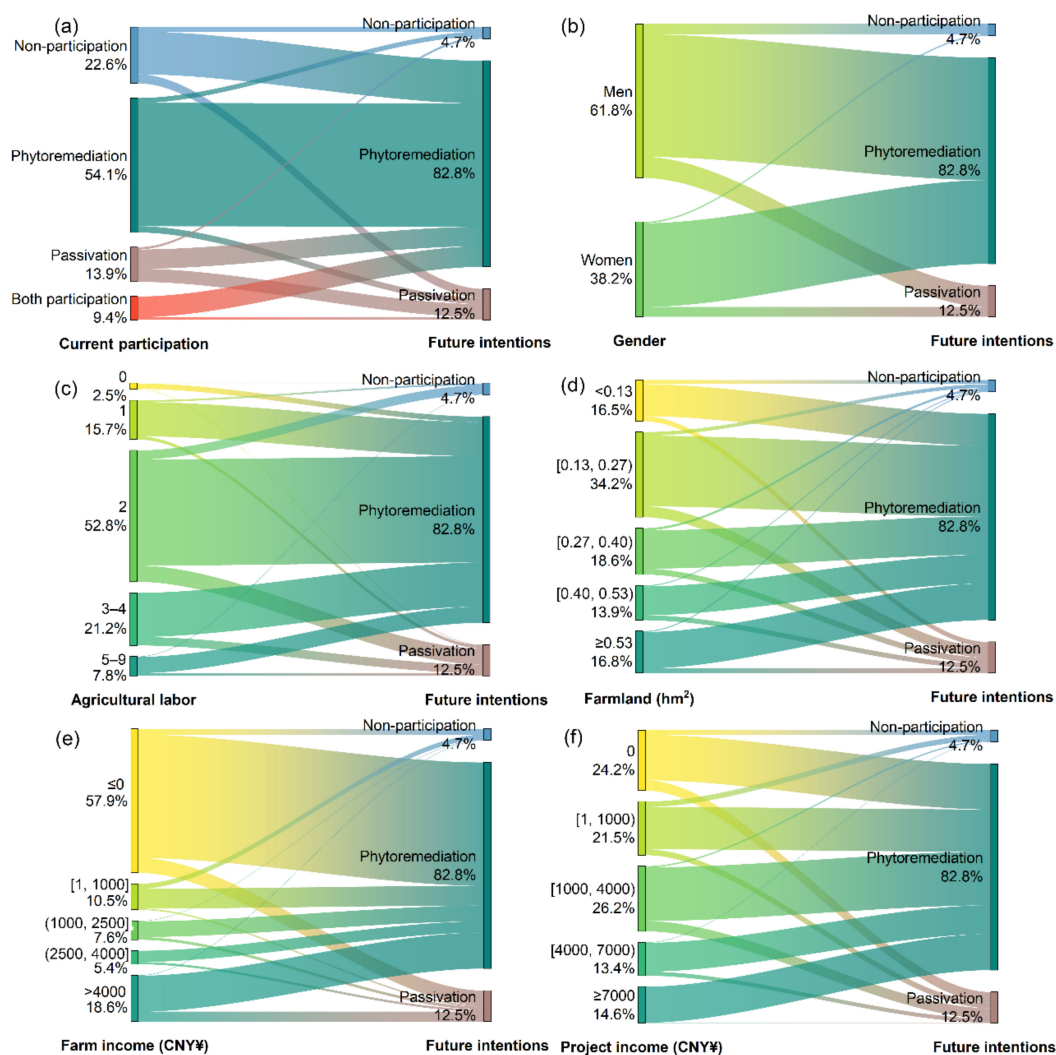 (a)
Non-participation
22.6%
Phytoremediation
54.1%
Passivation
13.9%
Both participation
9.4%
Current participation
Non-participation
4.7%
Phytoremediation
82.8%
Passivation
12.5%
Future intentions
(b)
Men
61.8%
Women
38.2%
Gender
Non-participation
4.7%
Phytoremediation
82.8%
Passivation
12.5%
Future intentions
(c)
0
2.5%
1
15.7%
2
52.8%
3–4
21.2%
5–9
7.8%
Agricultural labor
Non-participation
4.7%
Phytoremediation
82.8%
Passivation
12.5%
Future intentions
(d)
<0.13
16.5%
[0.13, 0.27)
34.2%
[0.27, 0.40)
18.6%
[0.40, 0.53)
13.9%
≥0.53
16.8%
Farmland (hm²)
Non-participation
4.7%
Phytoremediation
82.8%
Passivation
12.5%
Future intentions
(e)
≤0
57.9%
[1, 1000]
10.5%
(1000, 2500]
7.6%
(2500, 4000]
5.4%
>4000
18.6%
Farm income (CNY¥)
Non-participation
4.7%
Phytoremediation
82.8%
Passivation
12.5%
Future intentions
(f)
0
24.2%
[1, 1000)
21.5%
[1000, 4000)
26.2%
[4000, 7000)
13.4%
≥7000
14.6%
Project income (CNY¥)
Non-participation
4.7%
Phytoremediation
82.8%
Passivation
12.5%
Future intentions